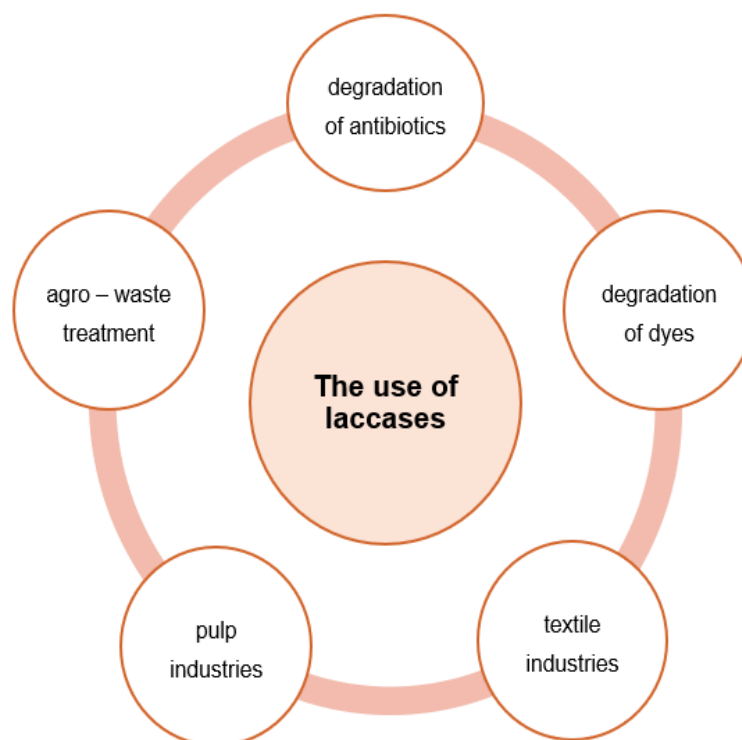 degradation
of antibiotics
degradation
of dyes
textile
industries
pulp
industries
agro – waste
treatment
The use of
laccases